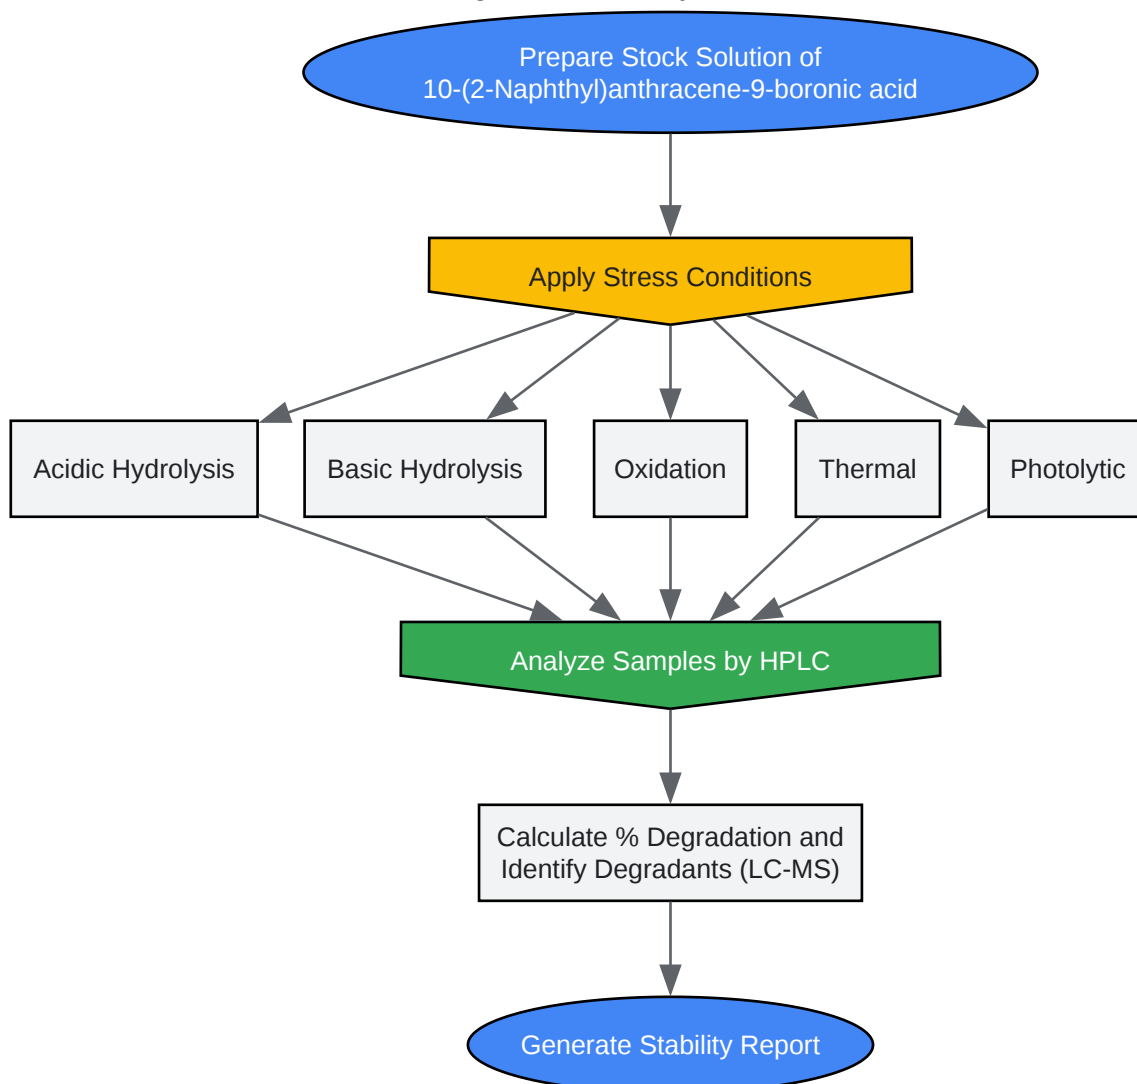 Prepare Stock Solution of
10-(2-Naphthyl)anthracene-9-boronic acid
Apply Stress Conditions
Acidic Hydrolysis
Basic Hydrolysis
Oxidation
Thermal
Photolytic
Analyze Samples by HPLC
Calculate % Degradation and
Identify Degradants (LC-MS)
Generate Stability Report